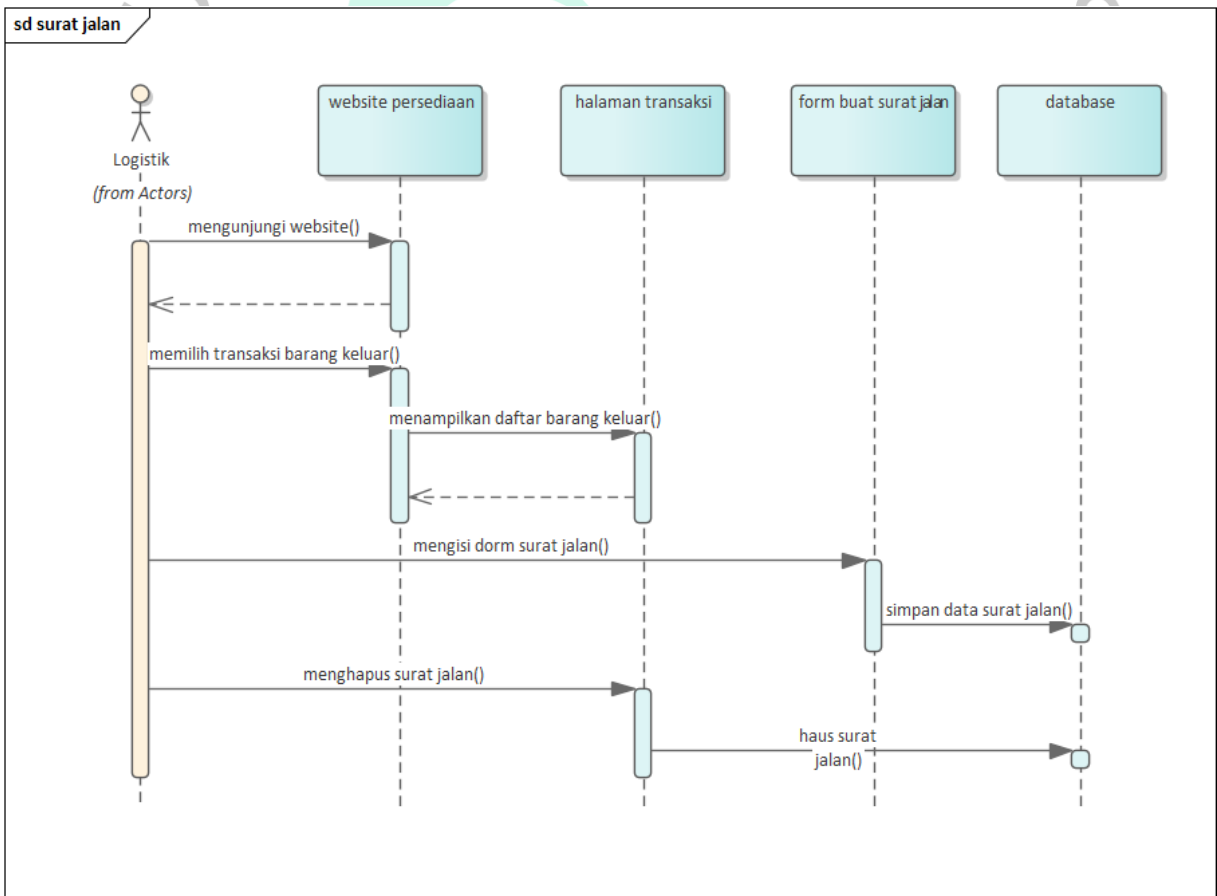 sd surat jalan
website persediaan
halaman transaksi
form buat surat jalan
database
Logistik
(from Actors)
mengunjungi website()
memilih transaksi barang keluar()
menampilkan daftar barang keluar()
mengisi dorm surat jalan()
simpan data surat jalan()
menghapus surat jalan()
haus surat
jalan()